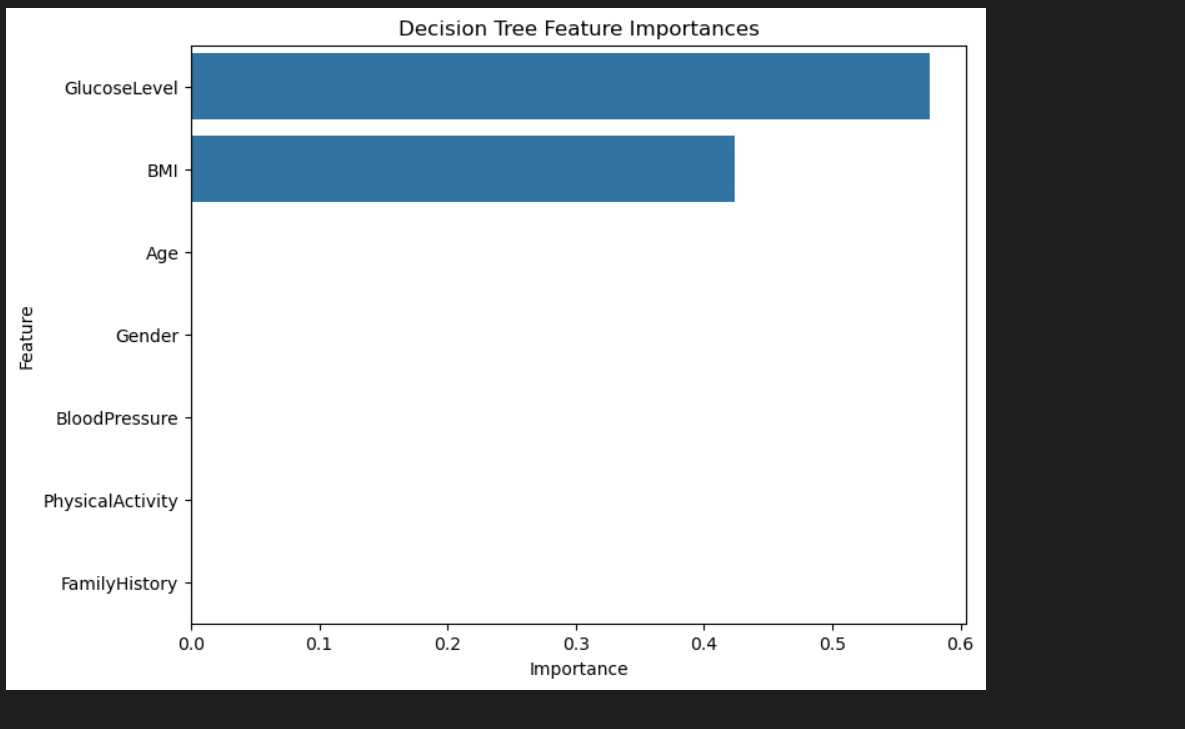 Decision Tree Feature Importances
GlucoseLevel
BMI
Age
Gender
BloodPressure
PhysicalActivity
FamilyHistory
Feature
0.0 0.1 0.2 0.3 0.4 0.5 0.6
Importance